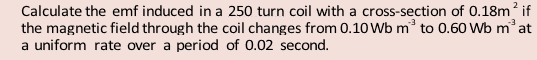 Calculate the emf induced in a 250 turn coil with a cross-section of 0.18m² if
the magnetic field through the coil changes from 0.10 Wb m⁻³ to 0.60 Wb m⁻³ at
a uniform rate over a period of 0.02 second.